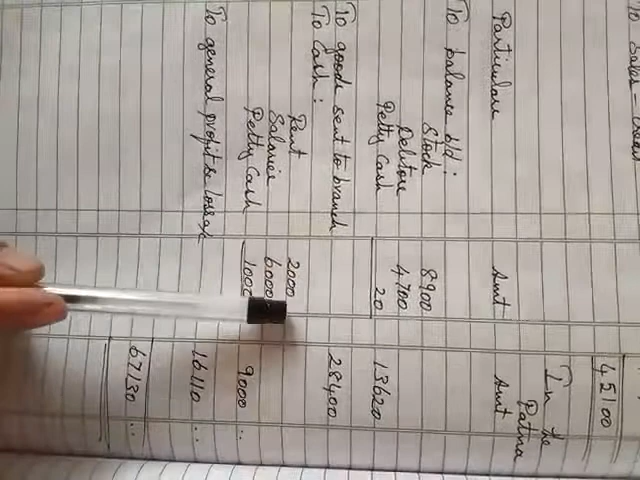 To Sales-
45100
In the
Patna
Particulars Amt Amt
To balance b/d:
Stock 8900
Debtors 4700
Petty Cash 20 13620
To goods sent to branch 28400
To Cash:
Rent 2000
Salaries 6000
Petty Cash 1000 9000 ..
To general profit & loss a/c 16110 ..
67130 ..